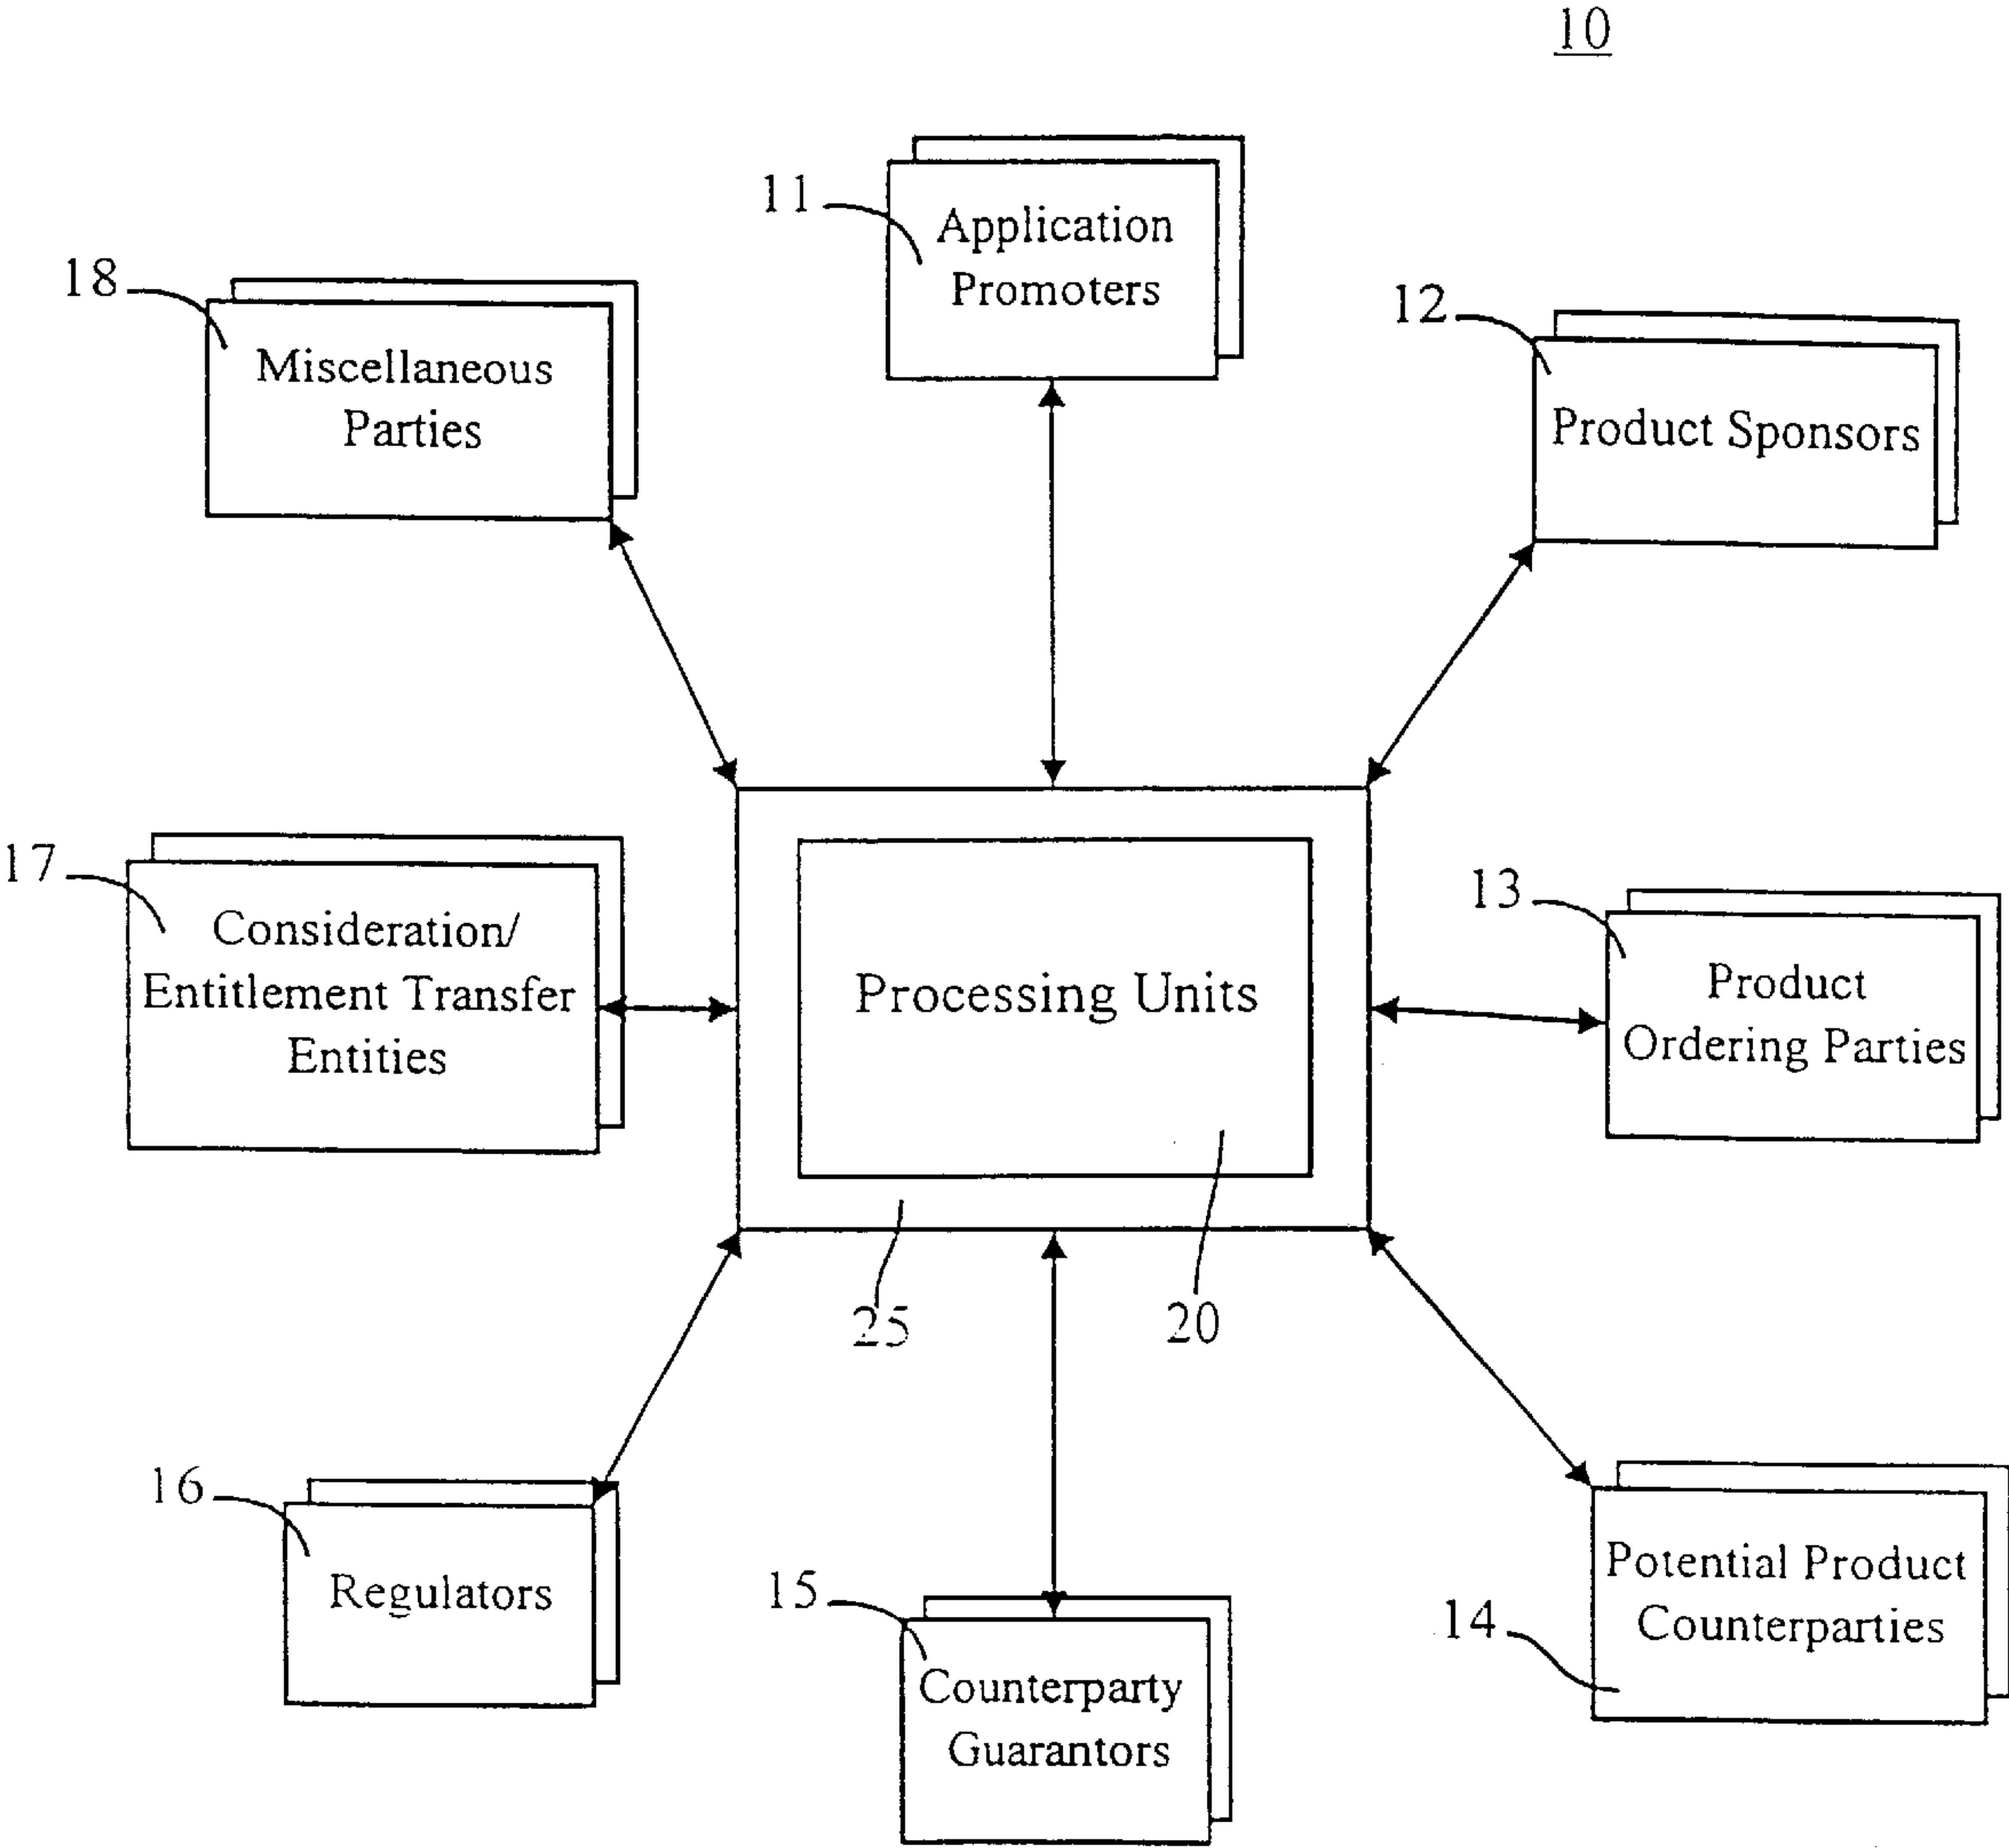 10
11
Application
Promoters
18
Miscellaneous
Parties
12
Product Sponsors
17
Consideration/
Entitlement Transfer
Entities
Processing Units
13
Product
Ordering Parties
25
20
16
Regulators
15
Counterparty
Guarantors
14
Potential Product
Counterparties